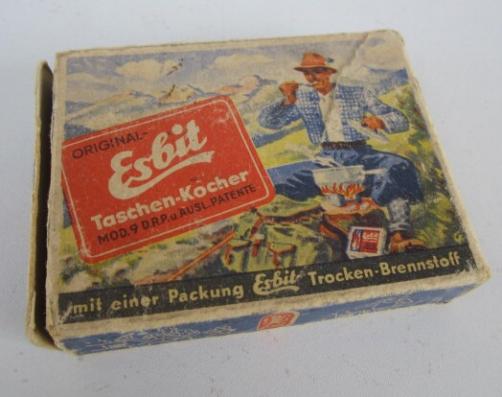 ORIGINAL-
Esbit
Taschen-Kocher
MOD. 9 D.R.P. u. AUSL. PATENTE
mit einer Packung Esbit Trocken-Brennstoff